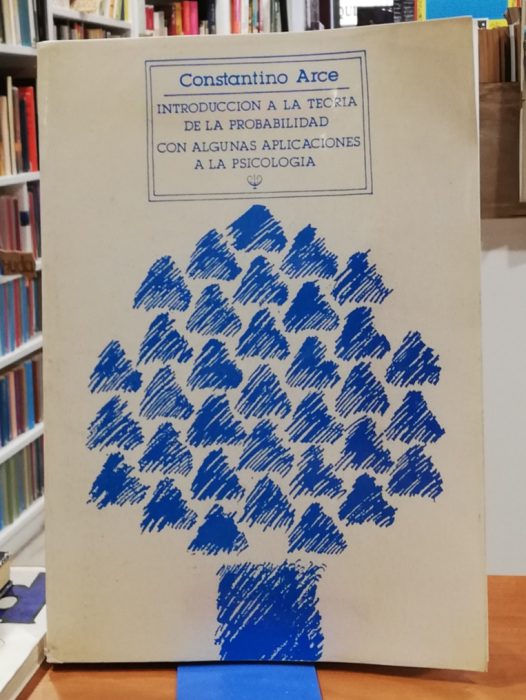 Constantino Arce
INTRODUCCION A LA TEORIA
DE LA PROBABILIDAD
CON ALGUNAS APLICACIONES
A LA PSICOLOGIA